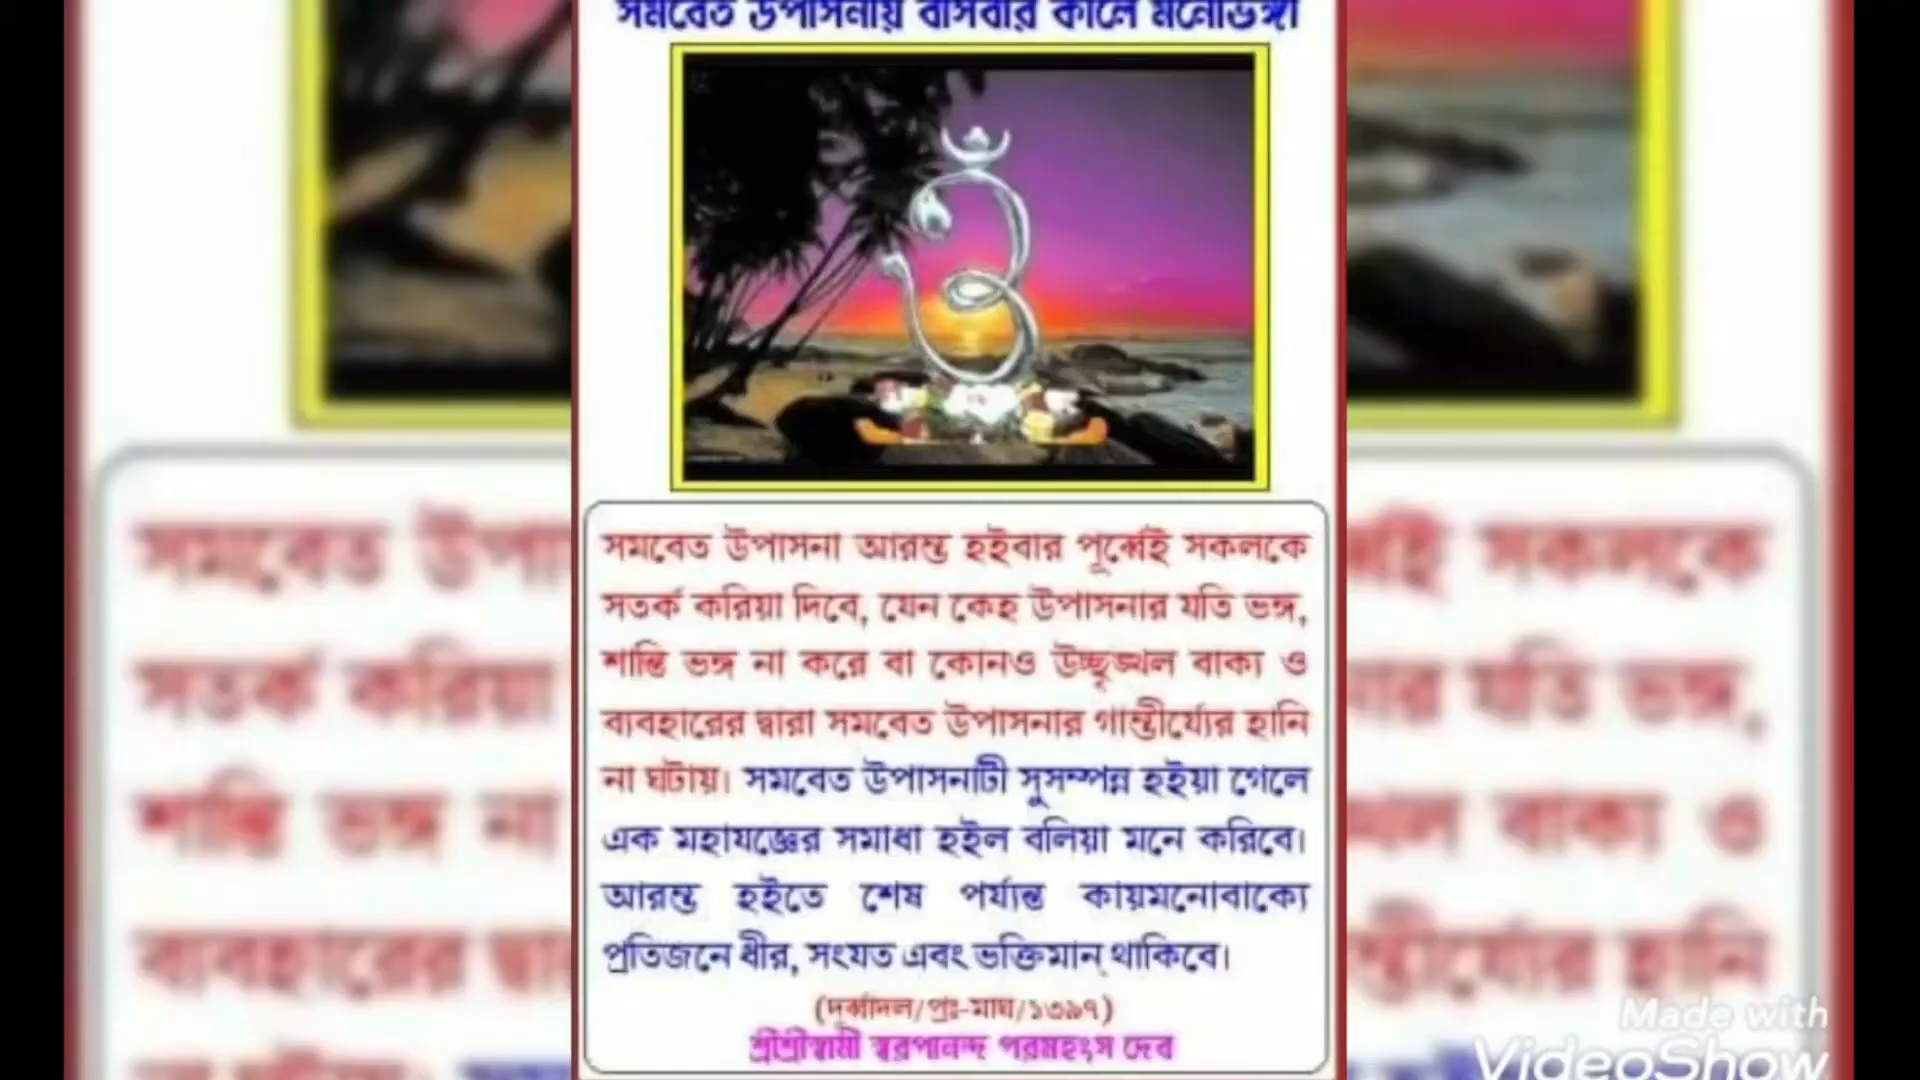 সমবেত উপাসনায় বসিবার কালে মনোভঙ্গী
সমবেত উপাসনা আরম্ভ হইবার পূর্ব্বেই সকলকে
সতর্ক করিয়া দিবে, যেন কেহ উপাসনার যতি ভঙ্গ,
শান্তি ভঙ্গ না করে বা কোনও উচ্ছৃঙ্খল বাক্য ও
ব্যবহারের দ্বারা সমবেত উপাসনার গাম্ভীর্য্যের হানি
না ঘটায়। সমবেত উপাসনাটী সুসম্পন্ন হইয়া গেলে
এক মহাযজ্ঞের সমাধা হইল বলিয়া মনে করিবে।
আরম্ভ হইতে শেষ পর্য্যন্ত কায়মনোবাক্যে
প্রতিজনে ধীর, সংযত এবং ভক্তিমান্ থাকিবে।
(দূর্ব্বাদল/প্রঃ-মাঘ/১৩৯৭)
শ্রীশ্রীস্বামী স্বরূপানন্দ পরমহংস দেব
Made with
VideoShow